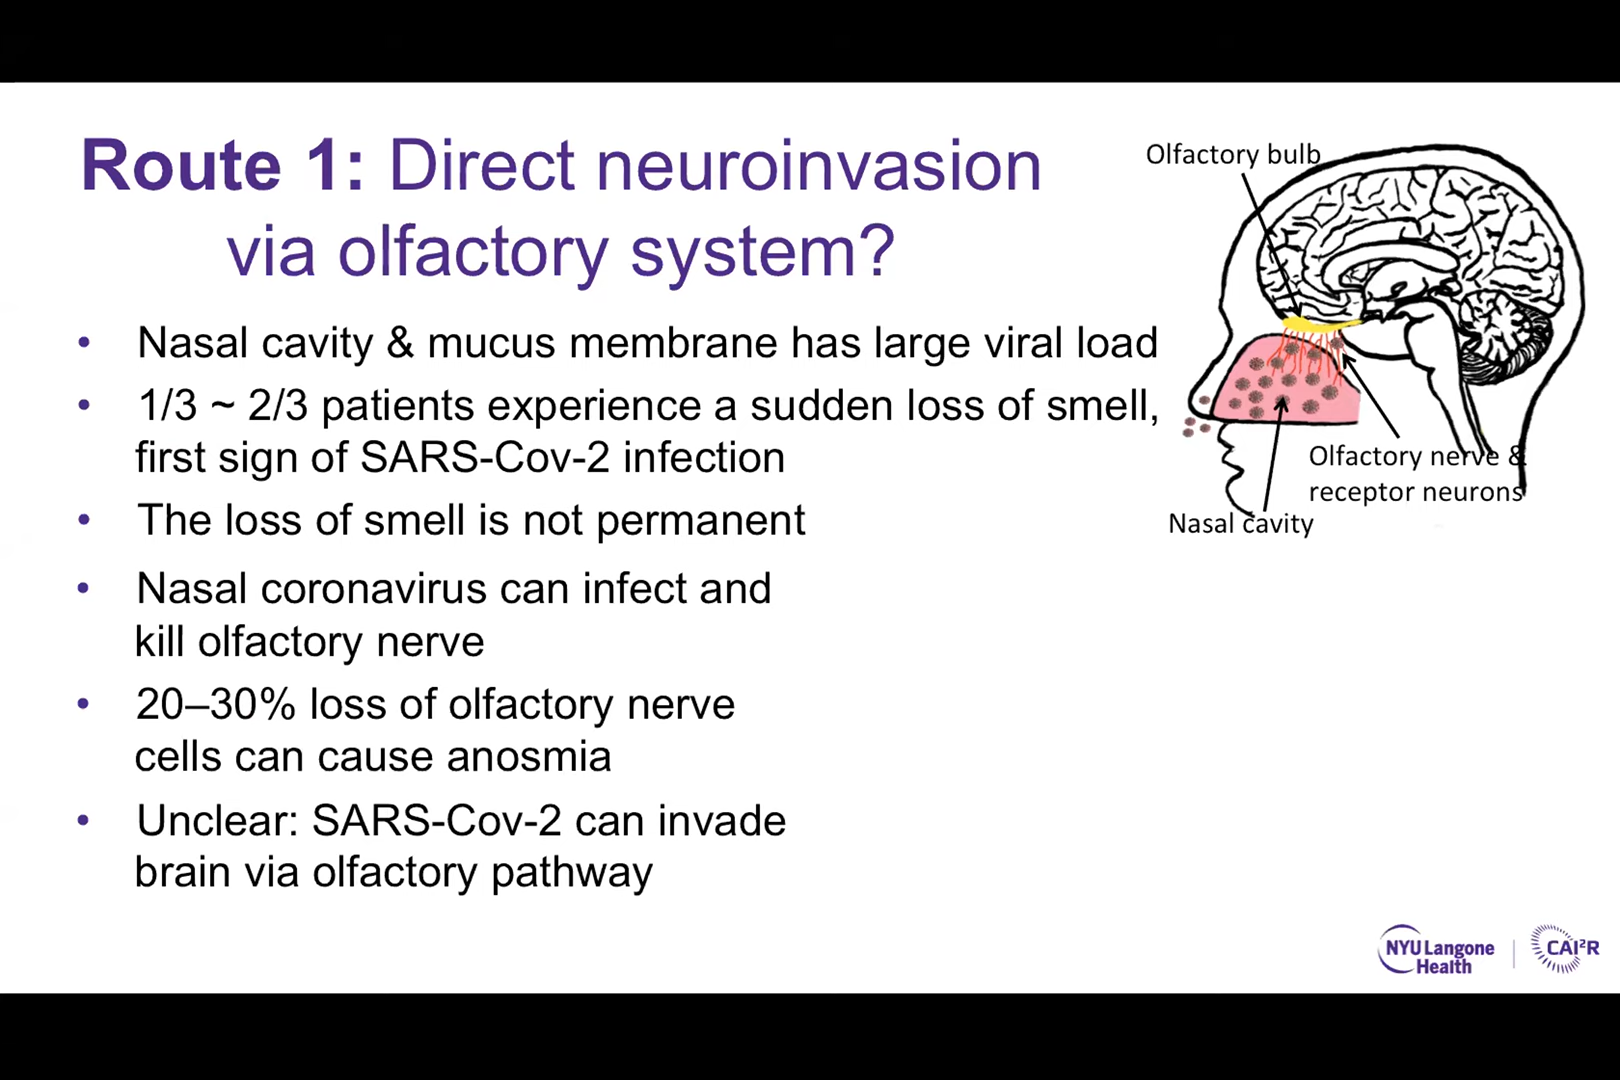 Route 1: Direct neuroinvasion
via olfactory system?
• Nasal cavity & mucus membrane has large viral load
• 1/3 ~ 2/3 patients experience a sudden loss of smell,
first sign of SARS-Cov-2 infection
• The loss of smell is not permanent
• Nasal coronavirus can infect and
kill olfactory nerve
• 20–30% loss of olfactory nerve
cells can cause anosmia
• Unclear: SARS-Cov-2 can invade
brain via olfactory pathway
Olfactory bulb
Olfactory nerve &
receptor neurons
Nasal cavity
NYU Langone
Health
CAI²R